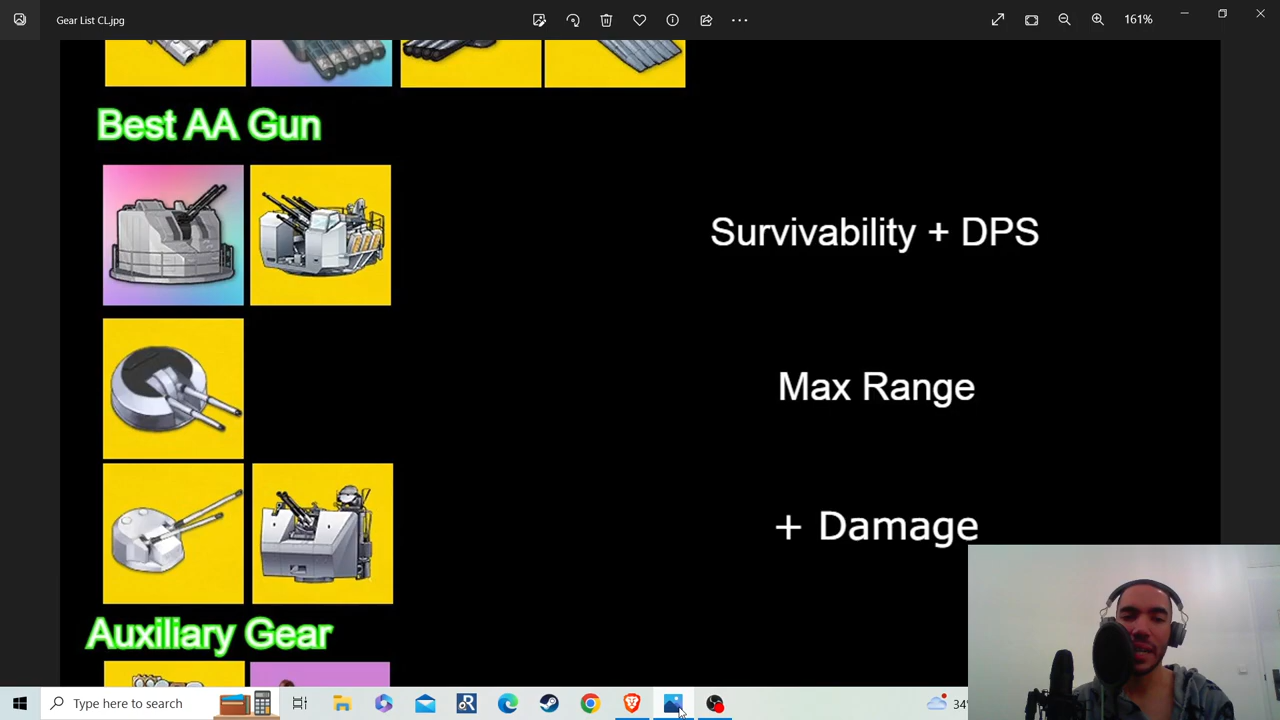 Gear List CL.jpg
161%
Best AA Gun
Survivability + DPS
Max Range
+ Damage
Auxiliary Gear
Type here to search
34°